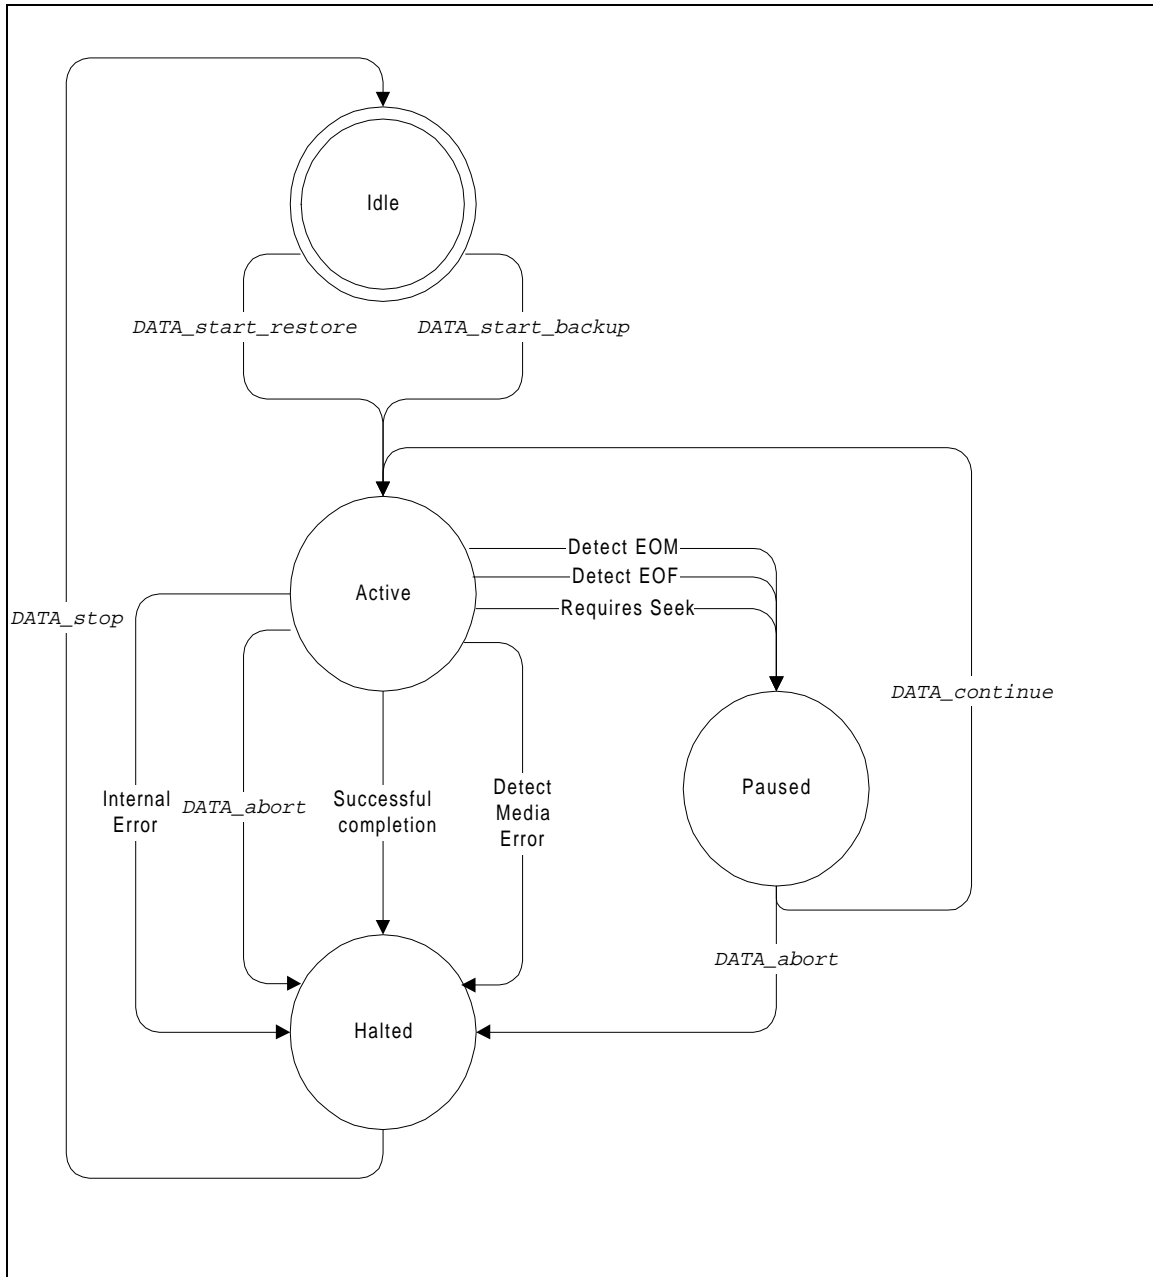 Idle
DATA_start_restore
DATA_start_backup
Detect EOM
Detect EOF
Active
Requires Seek
DATA_stop
DATA_continue
Internal
Error
DATA_abort
Successful
completion
Detect
Media
Error
Paused
DATA_abort
Halted